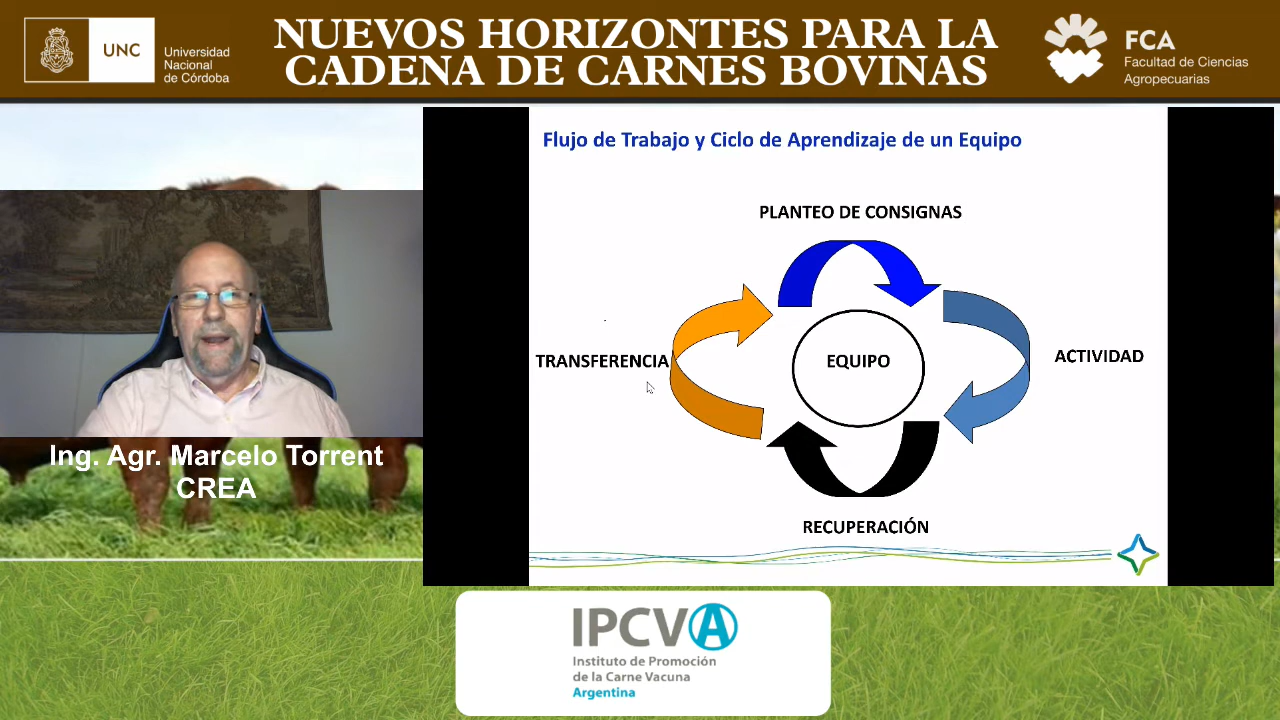 UNC
Universidad
Nacional
de Córdoba
NUEVOS HORIZONTES PARA LA
CADENA DE CARNES BOVINAS
FCA
Facultad de Ciencias
Agropecuarias
Flujo de Trabajo y Ciclo de Aprendizaje de un Equipo
PLANTEO DE CONSIGNAS
TRANSFERENCIA
EQUIPO
ACTIVIDAD
RECUPERACIÓN
Ing. Agr. Marcelo Torrent
CREA
IPCVA
Instituto de Promoción
de la Carne Vacuna
Argentina